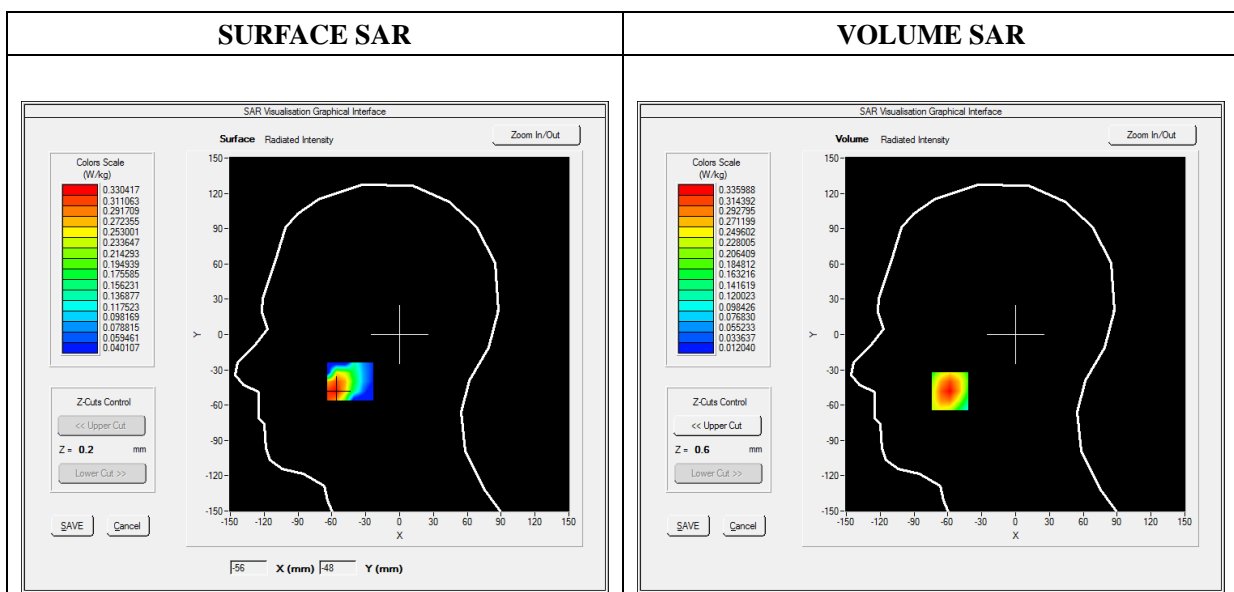 SURFACE SAR
SAR Visualisation Graphical Interface
Surface Radiated Intensity
Zoom In/Out
Colors Scale
(W/kg)
0.330417
0.311063
0.291709
0.272355
0.253001
0.233647
0.214293
0.194939
0.175585
0.156231
0.136877
0.117523
0.098169
0.078815
0.059461
0.040107
Z-Cuts Control
<< Upper Cut
Z = 0.2 mm
Lower Cut >>
SAVE Cancel
150
120
90
60
30
0
-30
-60
-90
-120
-150
Y
-150 -120 -90 -60 -30 0 30 60 90 120 150
X
-56 X (mm) -48 Y (mm)
VOLUME SAR
SAR Visualisation Graphical Interface
Volume Radiated Intensity
Zoom In/Out
Colors Scale
(W/kg)
0.335988
0.314392
0.292795
0.271199
0.249602
0.228005
0.206409
0.184812
0.163216
0.141619
0.120023
0.098426
0.076830
0.055233
0.033637
0.012040
Z-Cuts Control
<< Upper Cut
Z = 0.6 mm
Lower Cut >>
SAVE Cancel
150
120
90
60
30
0
-30
-60
-90
-120
-150
Y
-150 -120 -90 -60 -30 0 30 60 90 120 150
X